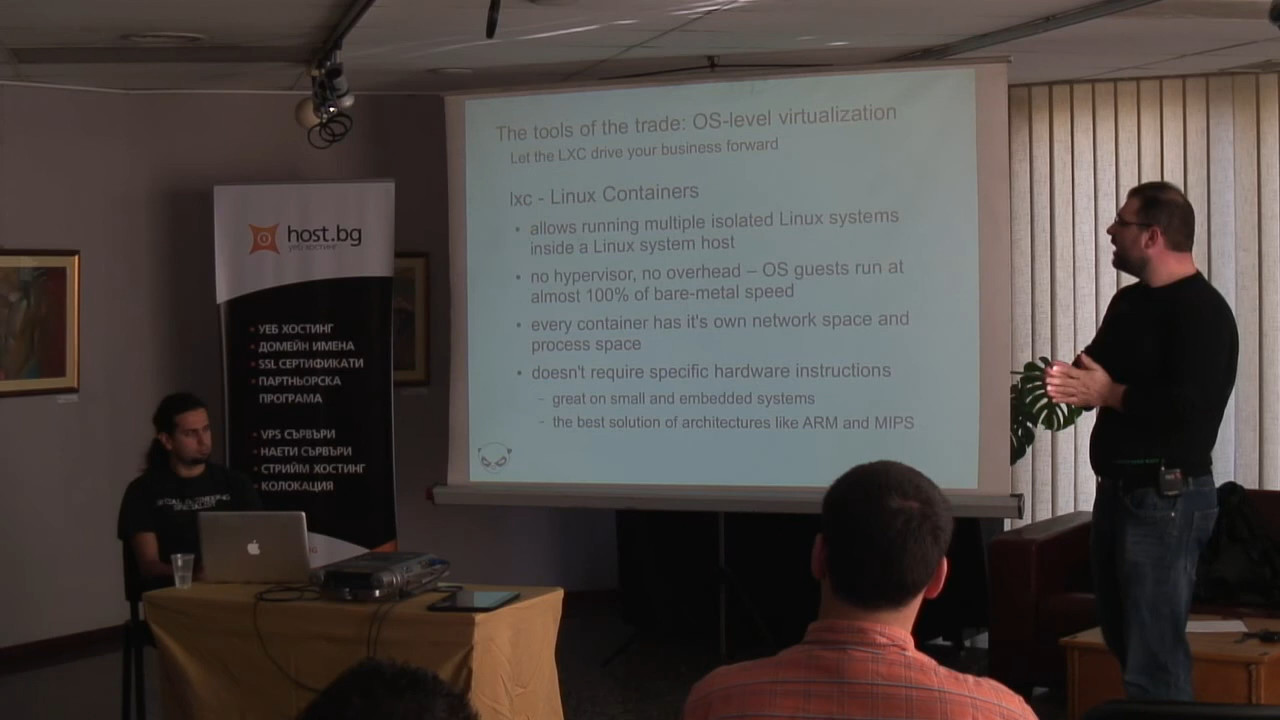 The tools of the trade: OS-level virtualization
Let the LXC drive your business forward
lxc - Linux Containers
• allows running multiple isolated Linux systems
inside a Linux system host
• no hypervisor, no overhead – OS guests run at
almost 100% of bare-metal speed
• every container has it's own network space and
process space
• doesn't require specific hardware instructions
– great on small and embedded systems
– the best solution of architectures like ARM and MIPS
host.bg
уеб хостинг
• УЕБ ХОСТИНГ
• ДОМЕЙН ИМЕНА
• SSL СЕРТИФИКАТИ
• ПАРТНЬОРСКА
ПРОГРАМА
• VPS СЪРВЪРИ
• НАЕТИ СЪРВЪРИ
• СТРИЙМ ХОСТИНГ
• КОЛОКАЦИЯ